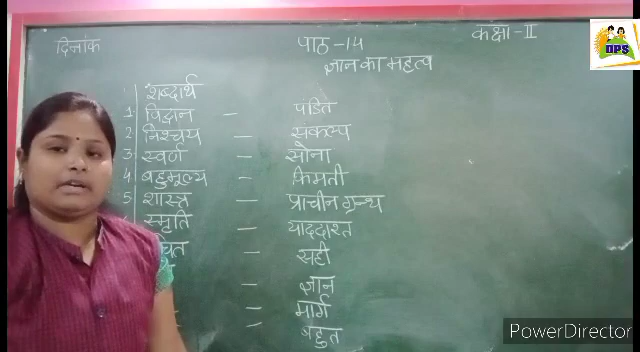 दिनांक
पाठ-14
कक्षा-II
ज्ञान का महत्व
शब्दार्थ
1. विद्वान - पंडित
2. निश्चय - संकल्प
3. स्वर्ण - सोना
4. बहुमूल्य - किमती
5. शास्त्र - प्राचीन ग्रन्थ
स्मृति - याददास्त
- सही
- ज्ञान
- मार्ग
- बहुत
DPS
PowerDirector